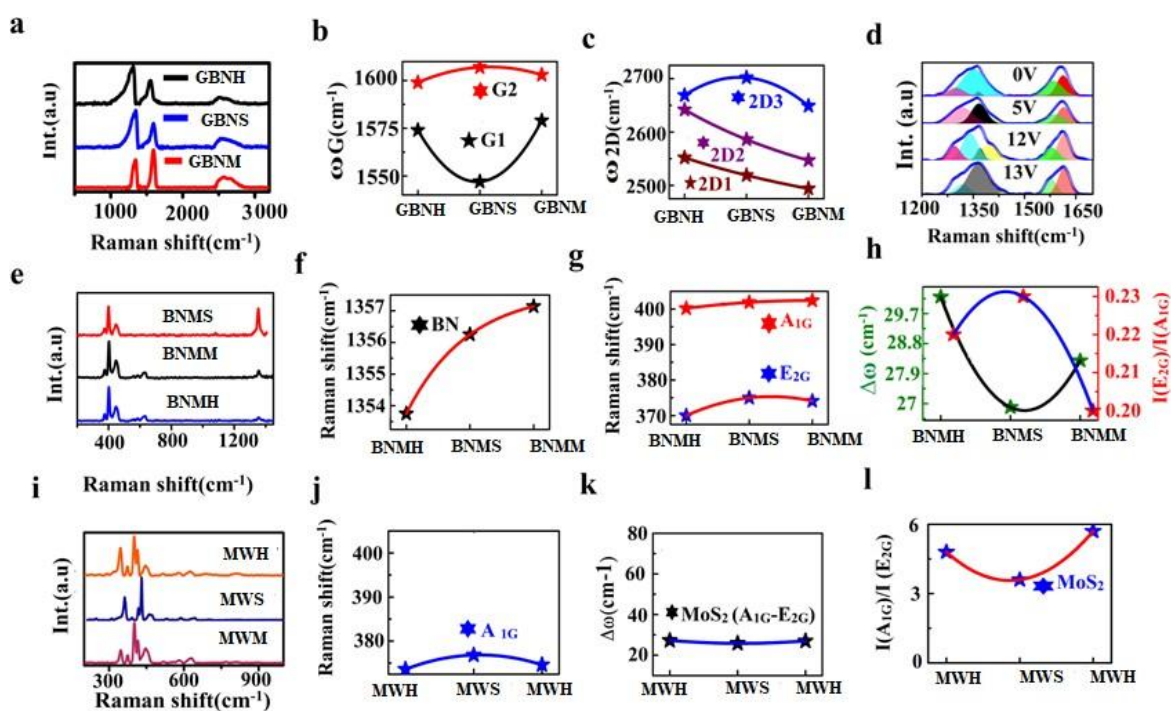 a
Int.(a.u)
GBNH
GBNS
GBNM
500 1000 2000 3200
Raman shift(cm-1)
b
ω G(cm-1)
1600
1575
1550
G2
G1
GBNH GBNS GBNM
c
ω 2D(cm-1)
2700
2650
2600
2550
2500
2D3
2D2
2D1
GBNH GBNS GBNM
d
Int. (a.u)
0V
5V
12V
13V
1200 1350 1500 1650
Raman shift(cm-1)
e
Int.(a.u)
BNMS
BNMM
BNMH
400 800 1200
Raman shift(cm-1)
f
Raman shift(cm-1)
1357
1356
1355
1354
BN
BNMH BNMS BNMM
g
Raman shift(cm-1)
400
390
380
370
A1G
E2G
BNMH BNMS BNMM
h
Δω (cm-1)
29.7
28.8
27.9
27
0.23
0.22
0.21
0.20
I(E2G)/I(A1G)
BNMH BNMS BNMM
i
Int.(a.u)
MWH
MWS
MWM
300 600 900
Raman shift(cm-1)
j
Raman shift(cm-1)
400
390
380
A 1G
MWH MWS MWH
k
Δω(cm-1)
80
60
40
20
MoS2 (A1G-E2G)
MWH MWS MWH
l
I(A1G)/I (E2G)
6
3
0
MoS2
MWH MWS MWH